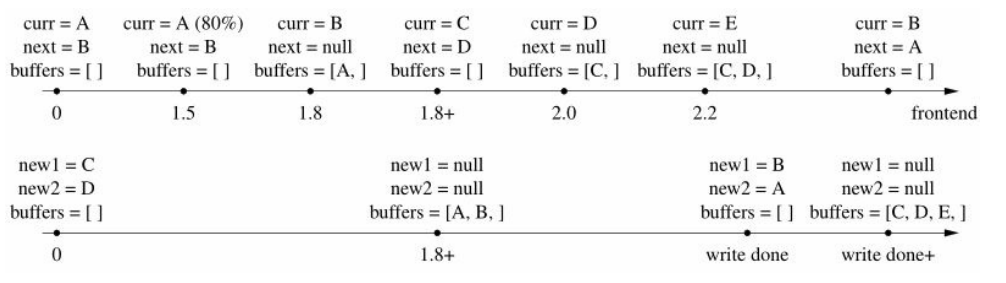 curr = A curr = A (80%) curr = B curr = C curr = D curr = E curr = B
next = B next = B next = null next = D next = null next = null next = A
buffers = [ ] buffers = [ ] buffers = [A, ] buffers = [ ] buffers = [C, ] buffers = [C, D, ] buffers = [ ]
0 1.5 1.8 1.8+ 2.0 2.2 frontend
new1 = C new1 = null new1 = B new1 = null
new2 = D new2 = null new2 = A new2 = null
buffers = [ ] buffers = [A, B, ] buffers = [ ] buffers = [C, D, E, ]
0 1.8+ write done write done+